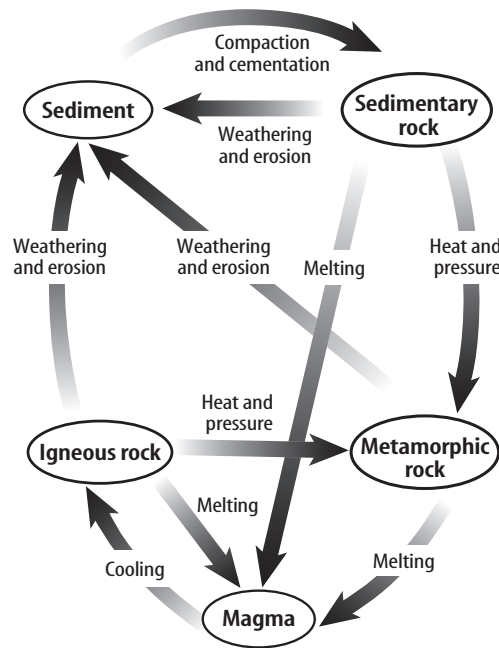 Compaction
and cementation
Sediment
Sedimentary
rock
Weathering
and erosion
Weathering
and erosion
Weathering
and erosion
Melting
Heat and
pressure
Heat and
pressure
Igneous rock
Metamorphic
rock
Melting
Cooling
Melting
Magma